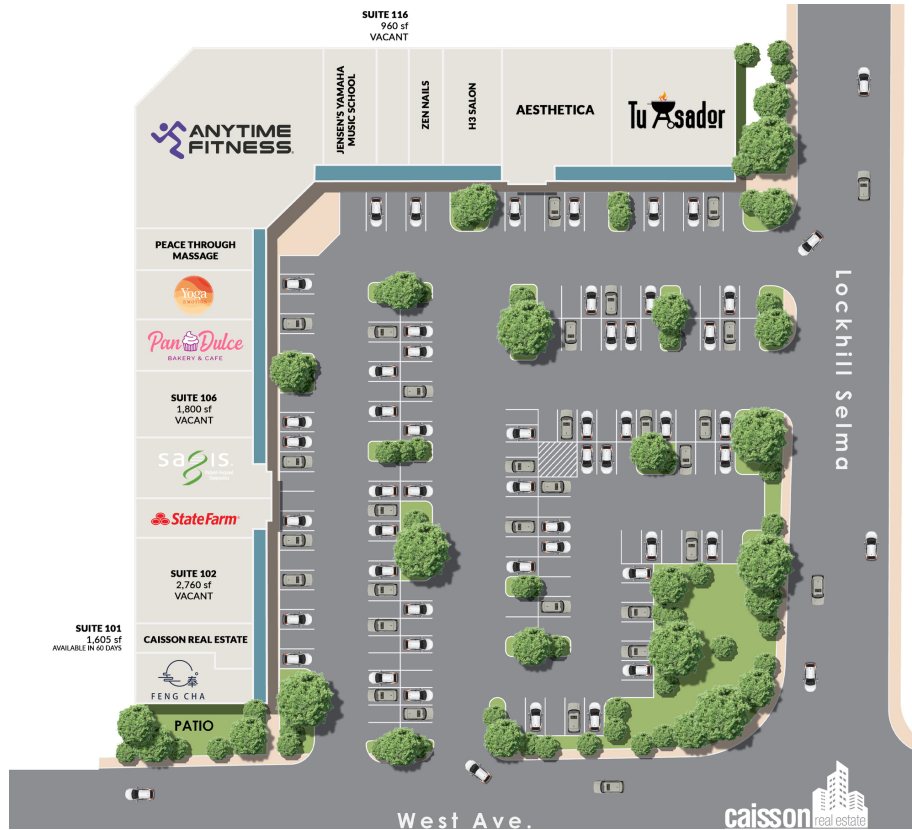 SUITE 116
960 sf
VACANT
ANYTIME
FITNESS.
JENSEN'S YAMAHA
MUSIC SCHOOL
ZEN NAILS
H3 SALON
AESTHETICA
Tu Asador
PEACE THROUGH
MASSAGE
Yoga
EMOTION
Pan Dulce
BAKERY & CAFE
SUITE 106
1,800 sf
VACANT
StateFarm
SUITE 102
2,760 sf
VACANT
SUITE 101
1,605 sf
AVAILABLE IN 60 DAYS
CAISSON REAL ESTATE
FENG CHA
PATIO
Lockhill Selma
West Ave.
caisson real estate